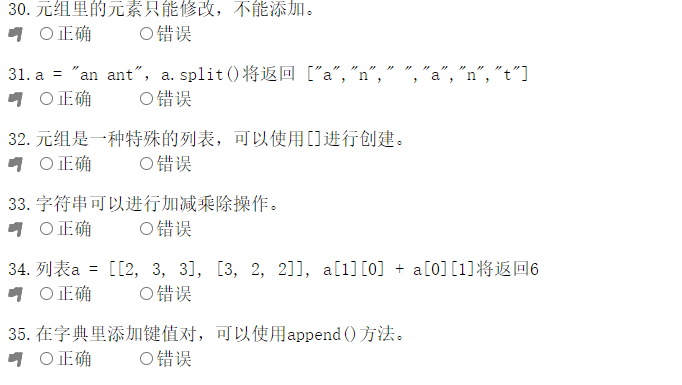 30. 元组里的元素只能修改，不能添加。
正确 错误
31. a = "an ant"，a.split()将返回 ["a","n"," ","a","n","t"]
正确 错误
32. 元组是一种特殊的列表，可以使用[]进行创建。
正确 错误
33. 字符串可以进行加减乘除操作。
正确 错误
34. 列表a = [[2, 3, 3], [3, 2, 2]], a[1][0] + a[0][1]将返回6
正确 错误
35. 在字典里添加键值对，可以使用append()方法。
正确 错误